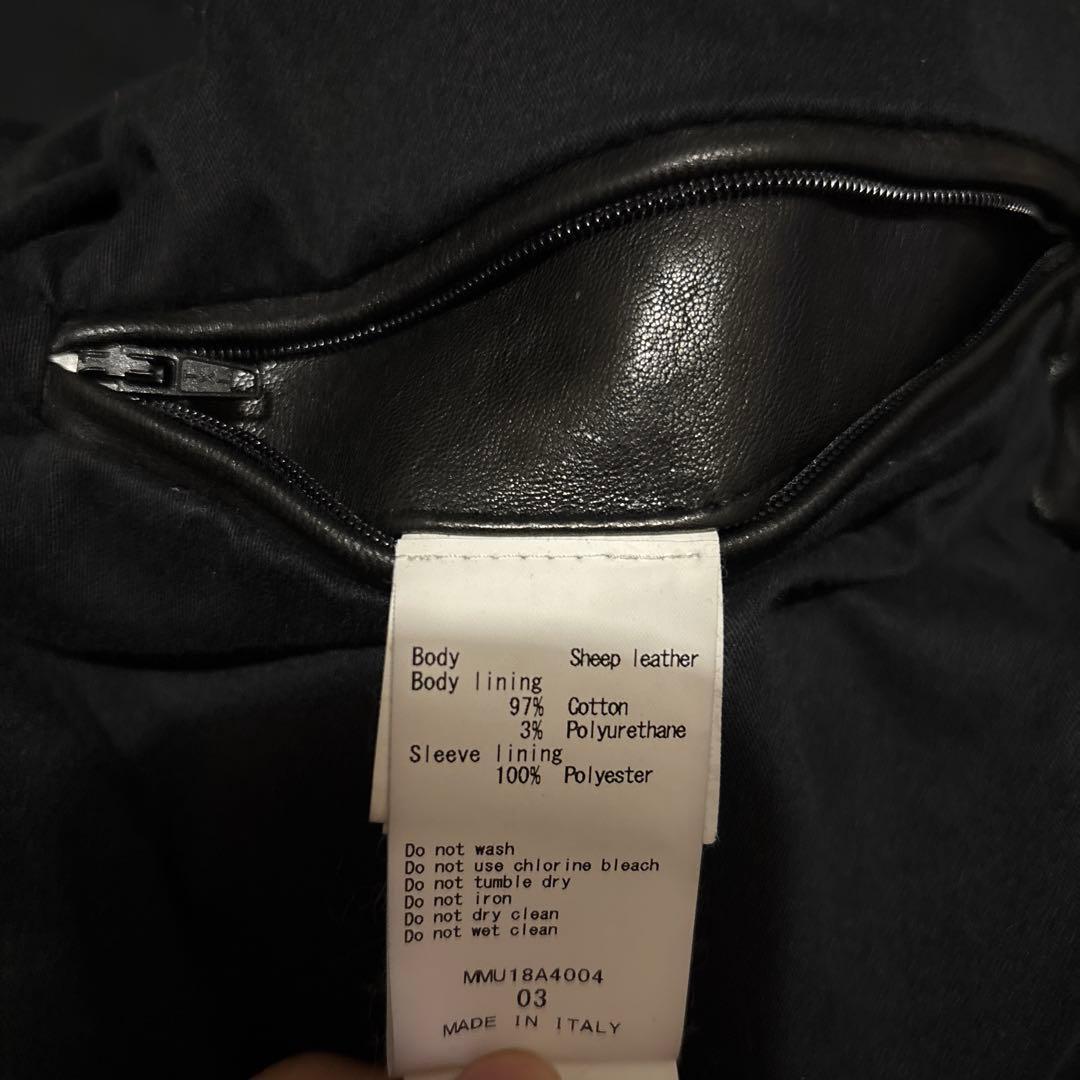 Body Sheep leather
Body lining
97% Cotton
3% Polyurethane
Sleeve lining
100% Polyester
Do not wash
Do not use chlorine bleach
Do not tumble dry
Do not iron
Do not dry clean
Do not wet clean
MMU18A4004
03
MADE IN ITALY